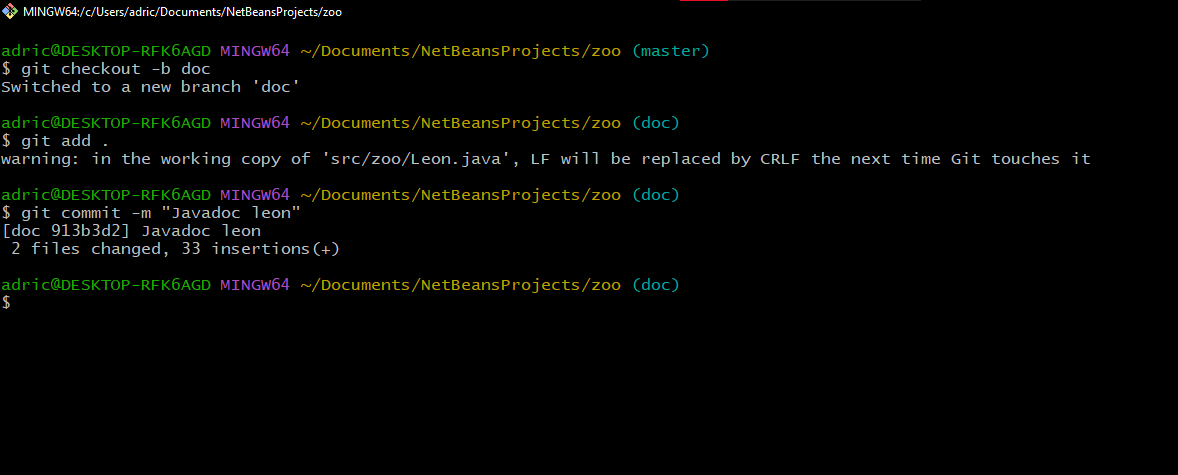 MINGW64:/c/Users/adric/Documents/NetBeansProjects/zoo
adric@DESKTOP-RFK6AGD MINGW64 ~/Documents/NetBeansProjects/zoo (master)
$ git checkout -b doc
Switched to a new branch 'doc'
adric@DESKTOP-RFK6AGD MINGW64 ~/Documents/NetBeansProjects/zoo (doc)
$ git add .
warning: in the working copy of 'src/zoo/Leon.java', LF will be replaced by CRLF the next time Git touches it
adric@DESKTOP-RFK6AGD MINGW64 ~/Documents/NetBeansProjects/zoo (doc)
$ git commit -m "Javadoc leon"
[doc 913b3d2] Javadoc leon
 2 files changed, 33 insertions(+)
adric@DESKTOP-RFK6AGD MINGW64 ~/Documents/NetBeansProjects/zoo (doc)
$